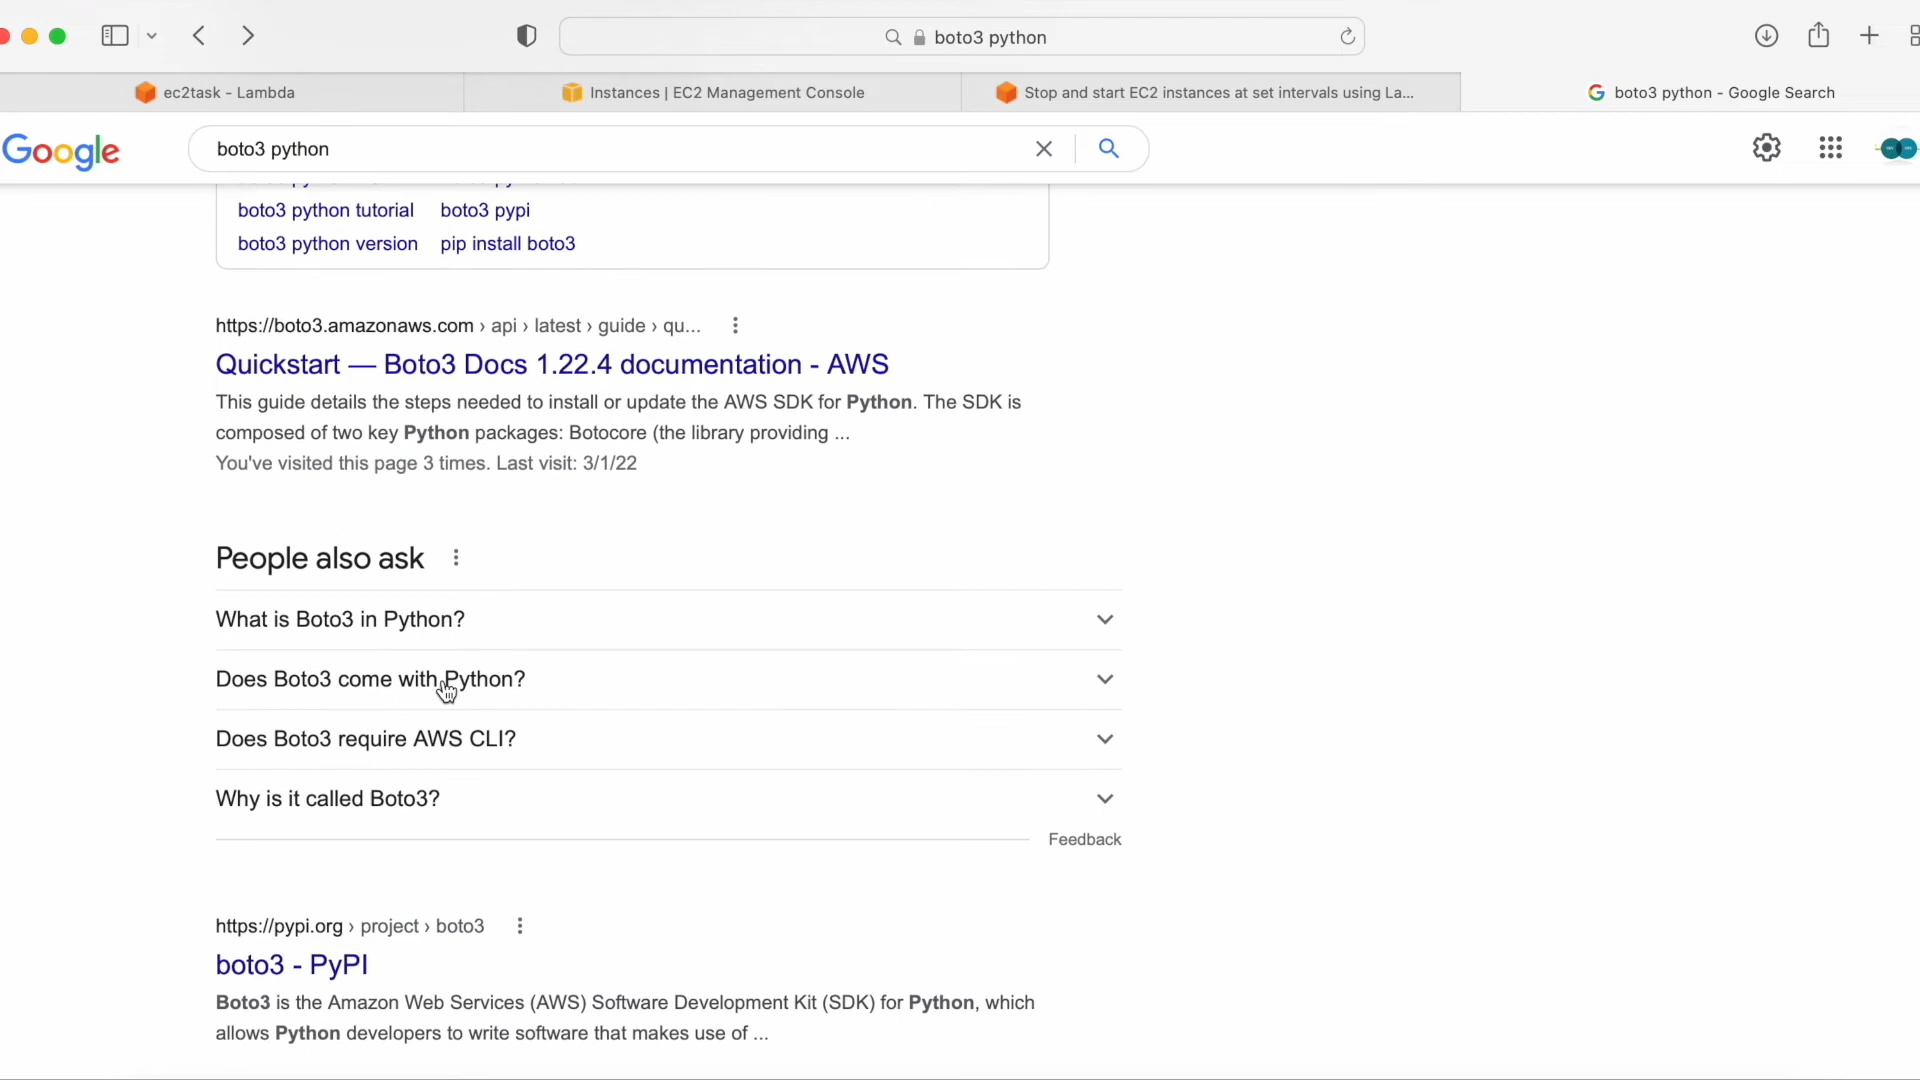 boto3 python
ec2task - Lambda
Instances | EC2 Management Console
Stop and start EC2 instances at set intervals using La...
boto3 python - Google Search
Google
boto3 python
boto3 python tutorial boto3 pypi
boto3 python version pip install boto3
https://boto3.amazonaws.com › api › latest › guide › qu...
Quickstart — Boto3 Docs 1.22.4 documentation - AWS
This guide details the steps needed to install or update the AWS SDK for Python. The SDK is
composed of two key Python packages: Botocore (the library providing ...
You've visited this page 3 times. Last visit: 3/1/22
People also ask
What is Boto3 in Python?
Does Boto3 come with Python?
Does Boto3 require AWS CLI?
Why is it called Boto3?
Feedback
https://pypi.org › project › boto3
boto3 - PyPI
Boto3 is the Amazon Web Services (AWS) Software Development Kit (SDK) for Python, which
allows Python developers to write software that makes use of ...